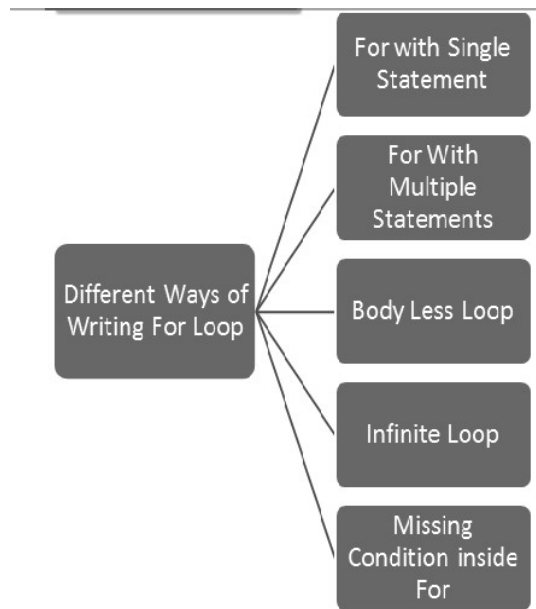 For with Single
Statement
For With
Multiple
Statements
Different Ways of
Writing For Loop
Body Less Loop
Infinite Loop
Missing
Condition inside
For